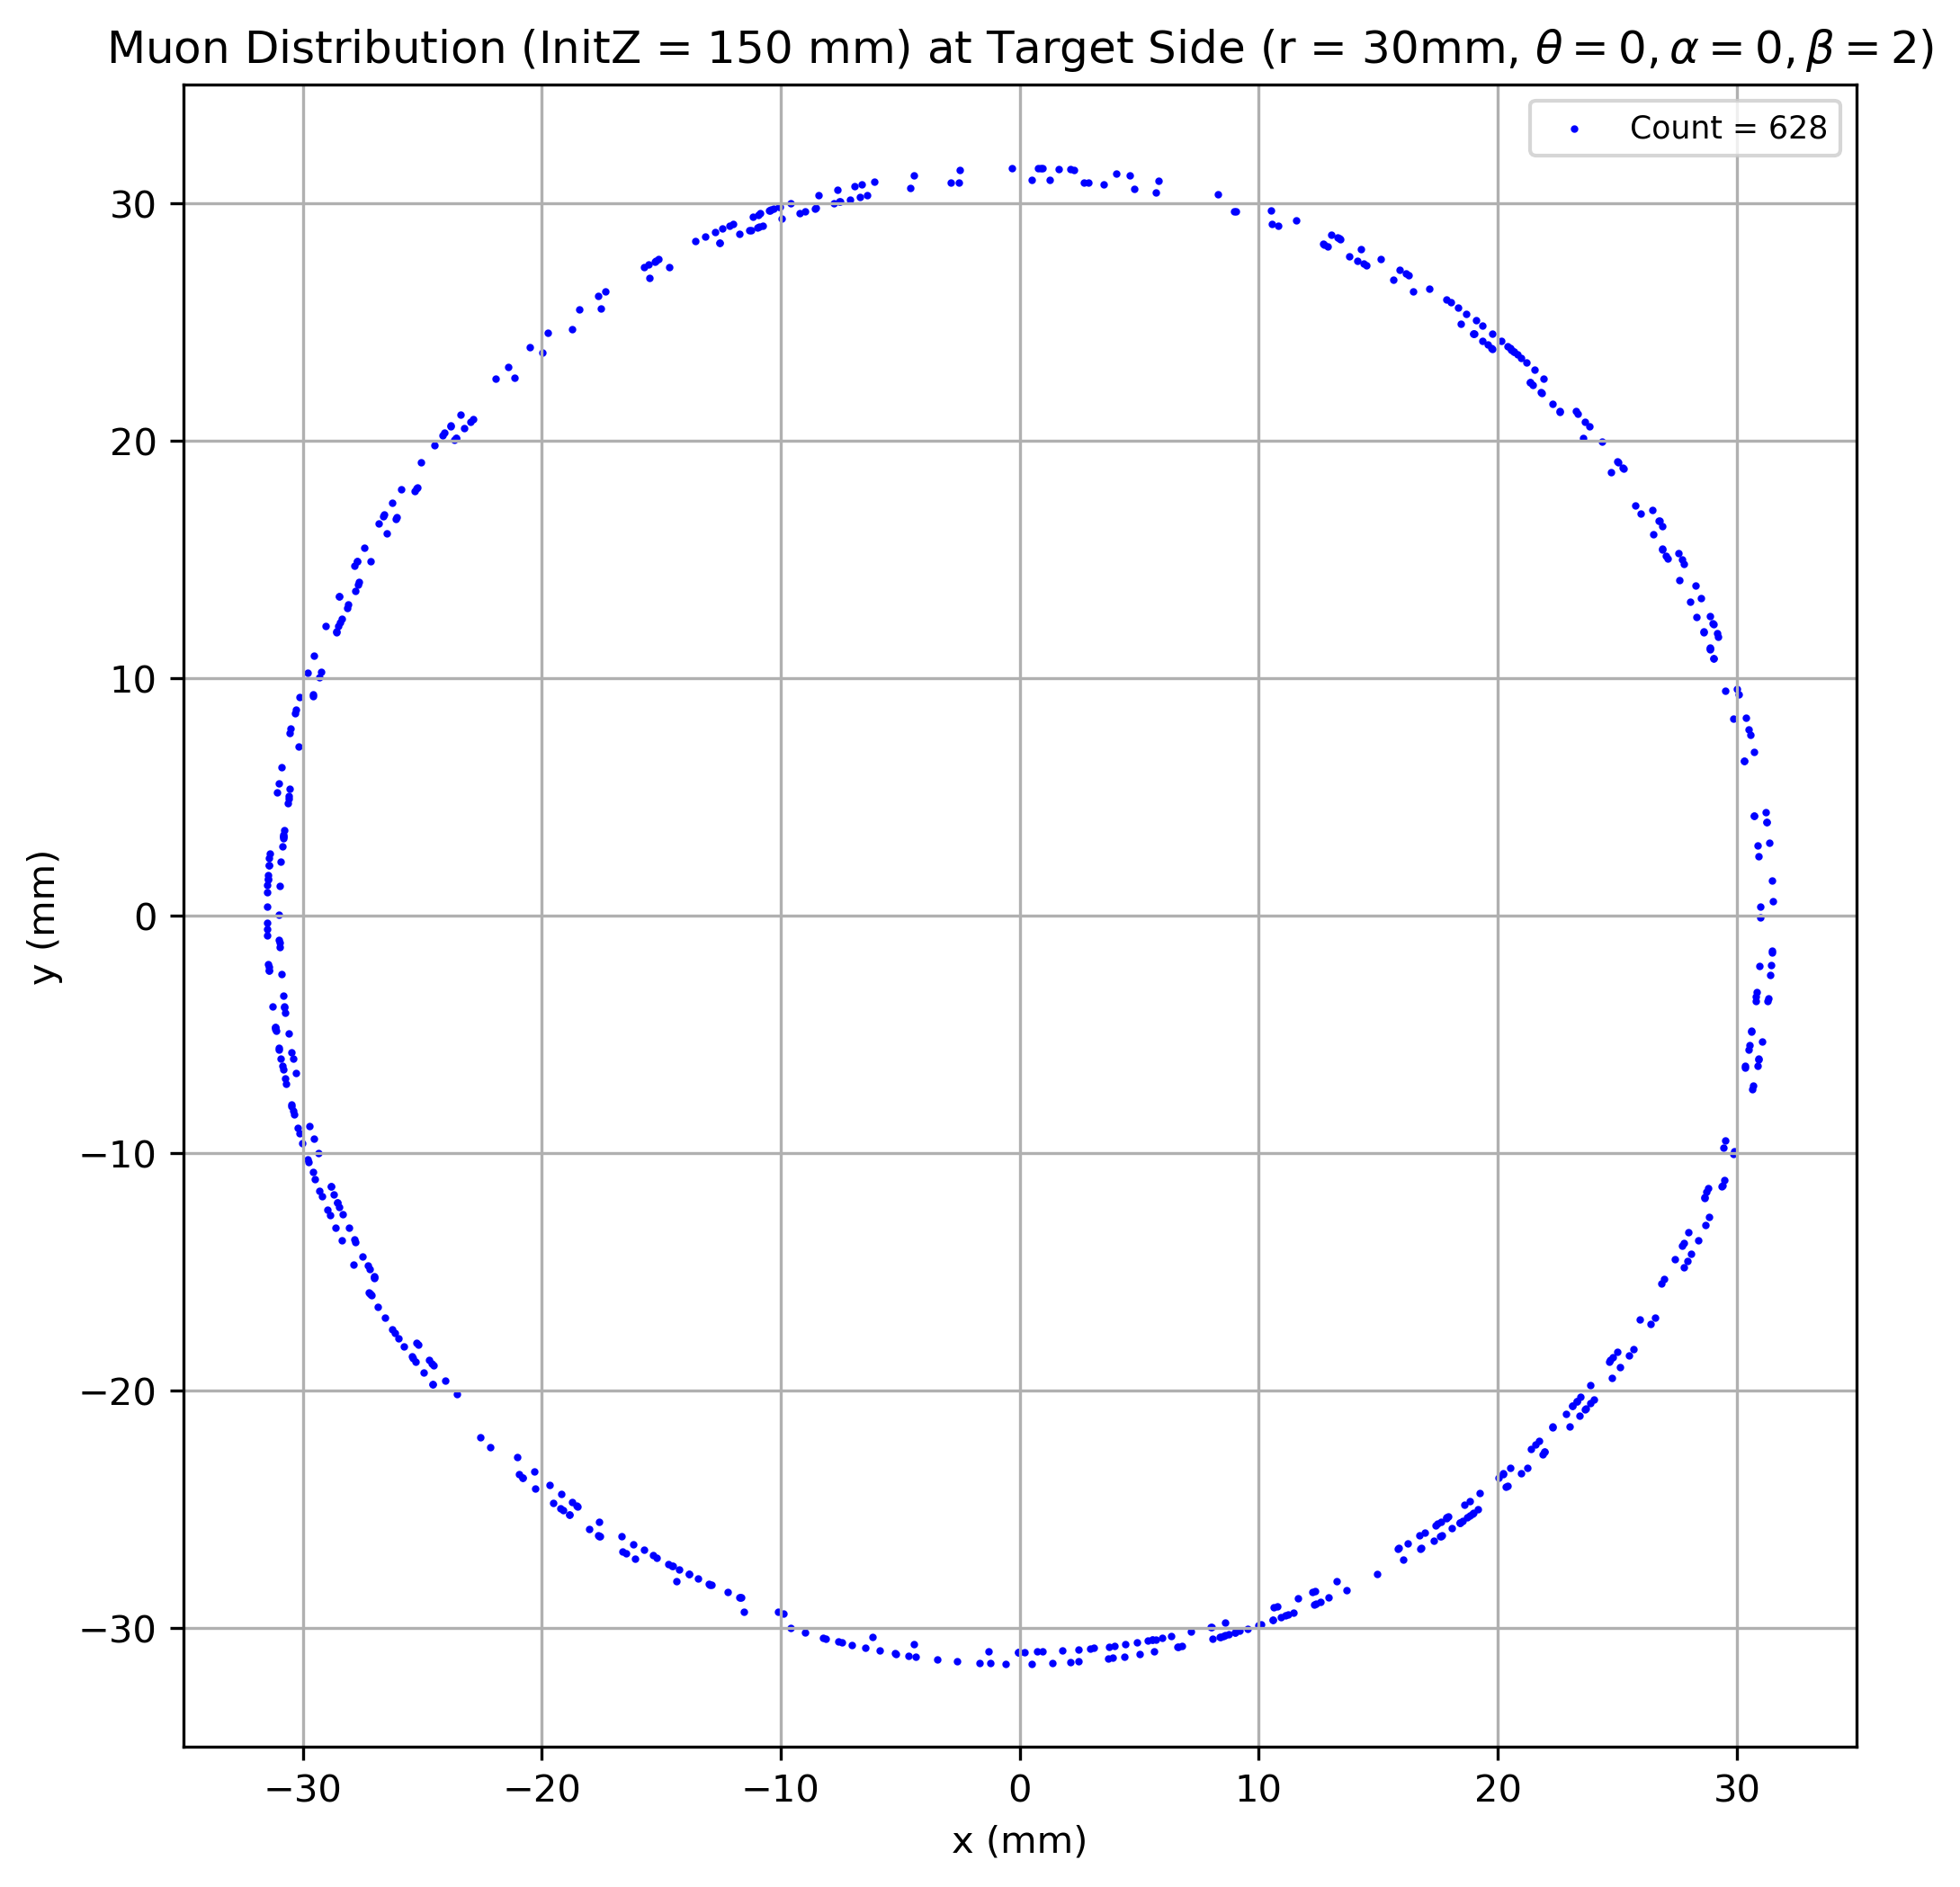 Muon Distribution (InitZ = 150 mm) at Target Side (r = 30mm, θ = 0, α = 0, β = 2)
Count = 628
30
20
10
0
−10
−20
−30
y (mm)
−30 −20 −10 0 10 20 30
x (mm)